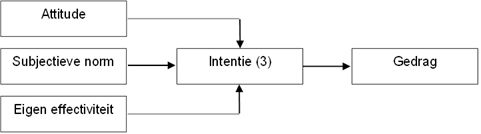 Attitude
Subjectieve norm
Intentie (3)
Gedrag
Eigen effectiviteit